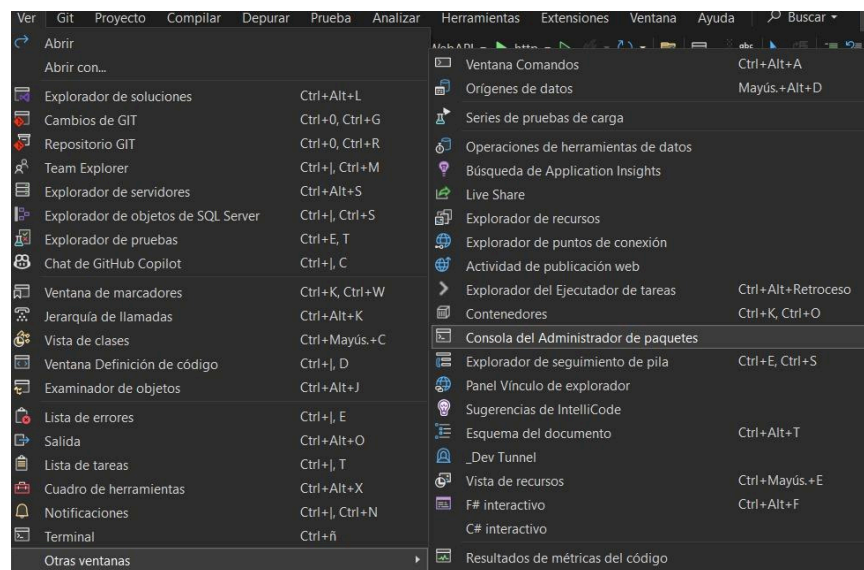 Ver Git Proyecto Compilar Depurar Prueba Analizar Herramientas Extensiones Ventana Ayuda Buscar
Abrir
Abrir con...
Explorador de soluciones Ctrl+Alt+L
Cambios de GIT Ctrl+0, Ctrl+G
Repositorio GIT Ctrl+0, Ctrl+R
Team Explorer Ctrl+|, Ctrl+M
Explorador de servidores Ctrl+Alt+S
Explorador de objetos de SQL Server Ctrl+|, Ctrl+S
Explorador de pruebas Ctrl+E, T
Chat de GitHub Copilot Ctrl+|, C
Ventana de marcadores Ctrl+K, Ctrl+W
Jerarquía de llamadas Ctrl+Alt+K
Vista de clases Ctrl+Mayús.+C
Ventana Definición de código Ctrl+|, D
Examinador de objetos Ctrl+Alt+J
Lista de errores Ctrl+|, E
Salida Ctrl+Alt+O
Lista de tareas Ctrl+|, T
Cuadro de herramientas Ctrl+Alt+X
Notificaciones Ctrl+|, Ctrl+N
Terminal Ctrl+ñ
Otras ventanas
Ventana Comandos Ctrl+Alt+A
Orígenes de datos Mayús.+Alt+D
Series de pruebas de carga
Operaciones de herramientas de datos
Búsqueda de Application Insights
Live Share
Explorador de recursos
Explorador de puntos de conexión
Actividad de publicación web
Explorador del Ejecutador de tareas Ctrl+Alt+Retroceso
Contenedores Ctrl+K, Ctrl+O
Consola del Administrador de paquetes
Explorador de seguimiento de pila Ctrl+E, Ctrl+S
Panel Vínculo de explorador
Sugerencias de IntelliCode
Esquema del documento Ctrl+Alt+T
_Dev Tunnel
Vista de recursos Ctrl+Mayús.+E
F# interactivo Ctrl+Alt+F
C# interactivo
Resultados de métricas del código